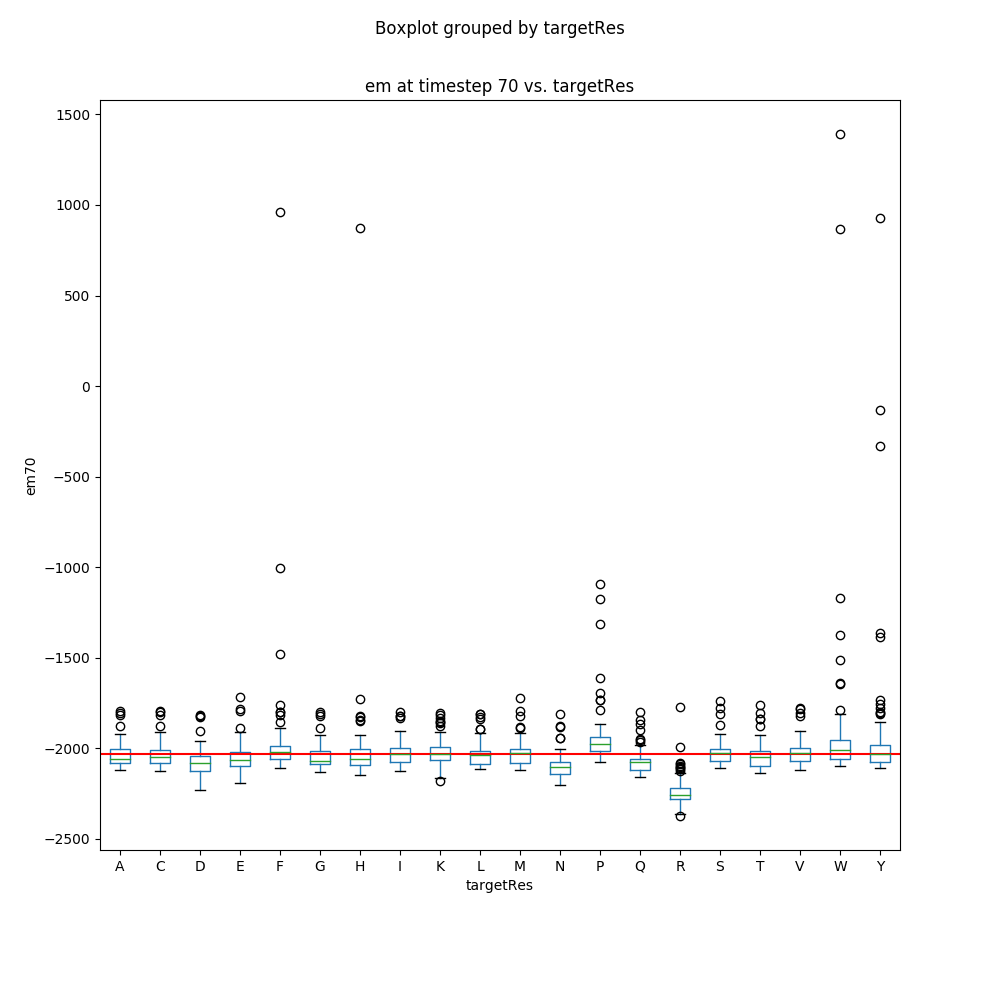 Boxplot grouped by targetRes
em at timestep 70 vs. targetRes
1500
1000
500
0
−500
−1000
−1500
−2000
−2500
em70
A C D E F G H I K L M N P Q R S T V W Y
targetRes